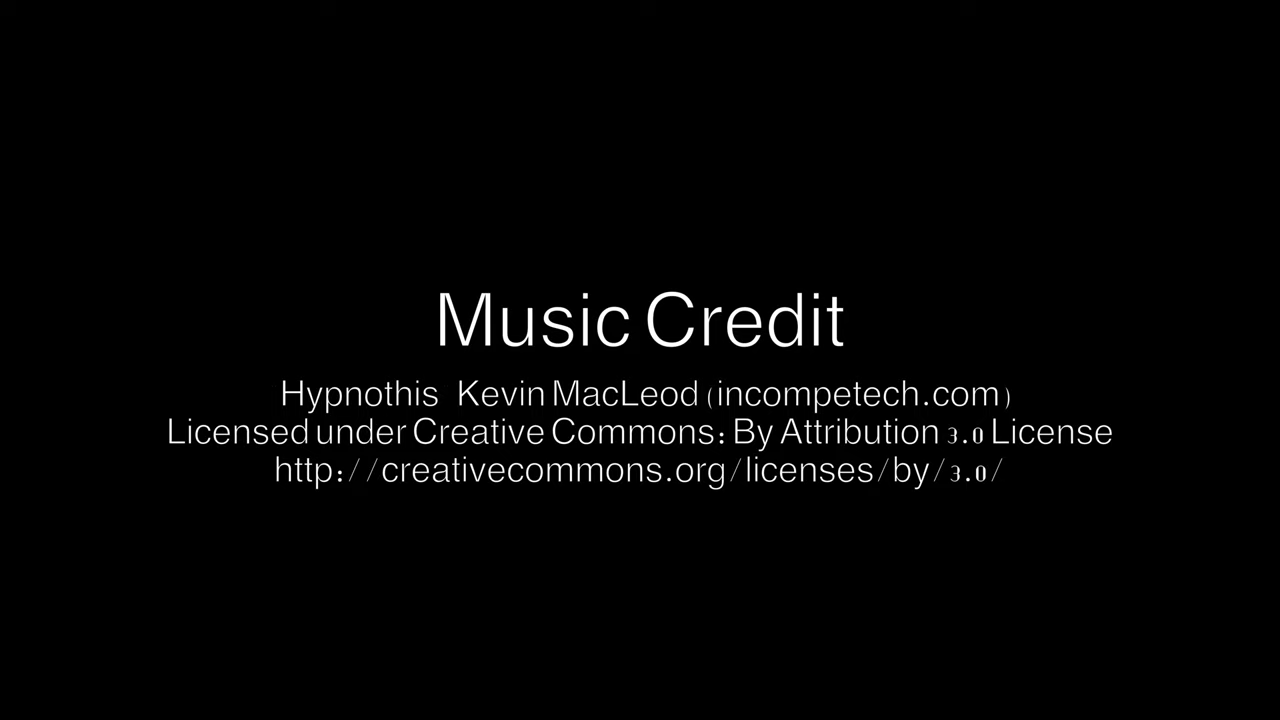 Music Credit
Hypnothis Kevin MacLeod (incompetech.com)
Licensed under Creative Commons: By Attribution 3.0 License
http://creativecommons.org/licenses/by/3.0/